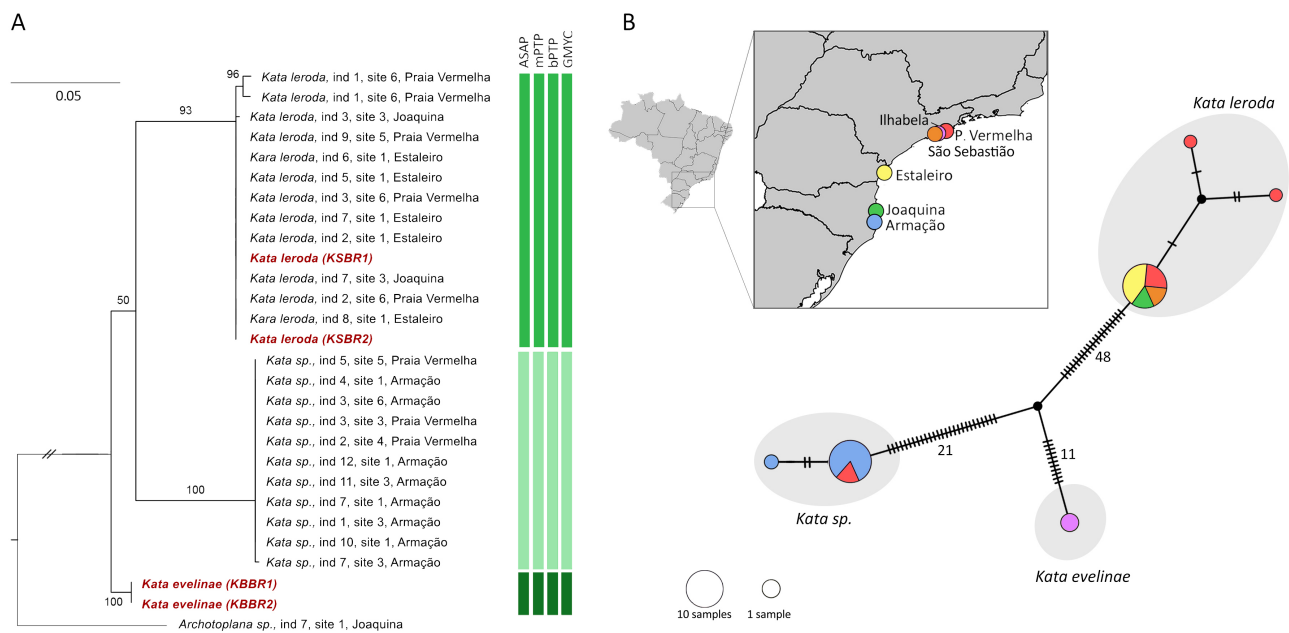 A
0.05
ASAP
mPTP
bPTP
GMYC
96
Kata leroda, ind 1, site 6, Praia Vermelha
Kata leroda, ind 1, site 6, Praia Vermelha
93
Kata leroda, ind 3, site 3, Joaquina
Kata leroda, ind 9, site 5, Praia Vermelha
Kara leroda, ind 6, site 1, Estaleiro
Kata leroda, ind 5, site 1, Estaleiro
Kata leroda, ind 3, site 6, Praia Vermelha
Kata leroda, ind 7, site 1, Estaleiro
Kata leroda, ind 2, site 1, Estaleiro
Kata leroda (KSBR1)
Kata leroda, ind 7, site 3, Joaquina
Kata leroda, ind 2, site 6, Praia Vermelha
50
Kara leroda, ind 8, site 1, Estaleiro
Kata leroda (KSBR2)
Kata sp., ind 5, site 5, Praia Vermelha
Kata sp., ind 4, site 1, Armação
Kata sp., ind 3, site 6, Armação
Kata sp., ind 3, site 3, Praia Vermelha
Kata sp., ind 2, site 4, Praia Vermelha
Kata sp., ind 12, site 1, Armação
Kata sp., ind 11, site 3, Armação
100
Kata sp., ind 7, site 1, Armação
Kata sp., ind 1, site 3, Armação
Kata sp., ind 10, site 1, Armação
Kata sp., ind 7, site 3, Armação
Kata evelinae (KBBR1)
100
Kata evelinae (KBBR2)
Archotoplana sp., ind 7, site 1, Joaquina
B
Ilhabela
P. Vermelha
São Sebastião
Estaleiro
Joaquina
Armação
Kata leroda
48
21
11
Kata sp.
Kata evelinae
10 samples
1 sample